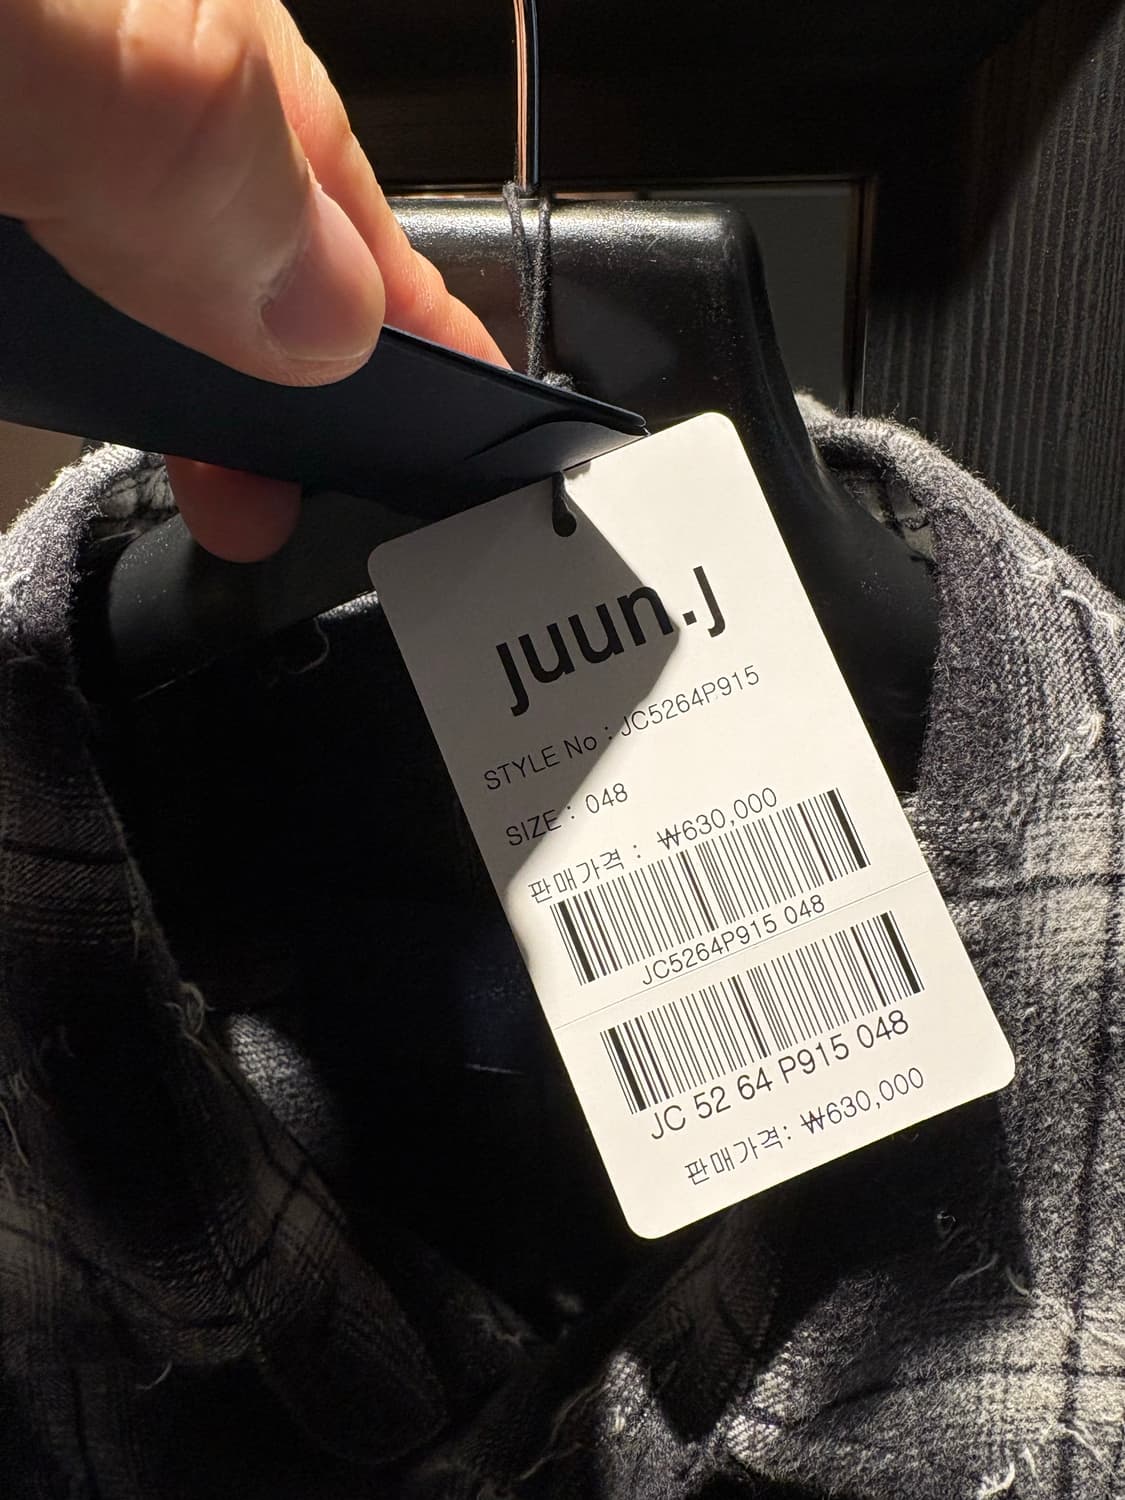 juun.j
STYLE No : JC5264P915
SIZE : 048
판매가격 : ₩630,000
JC5264P915 048
JC 52 64 P915 048
판매가격: ₩630,000